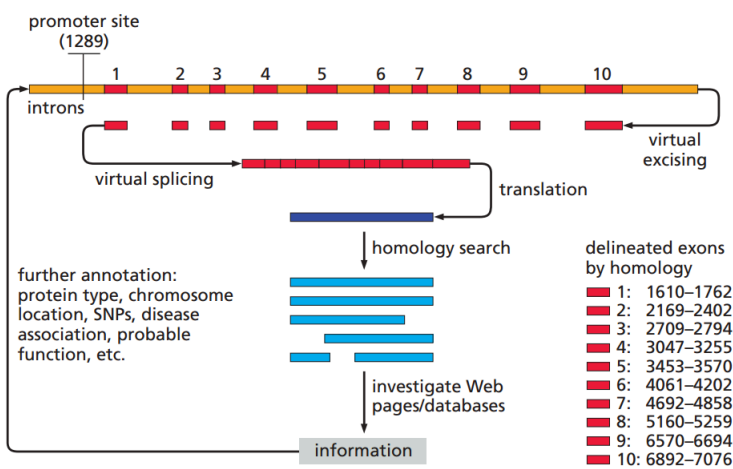 promoter site
(1289)
1 2 3 4 5 6 7 8 9 10
introns
virtual
excising
virtual splicing
translation
homology search
further annotation:
protein type, chromosome
location, SNPs, disease
association, probable
function, etc.
investigate Web
pages/databases
information
delineated exons
by homology
1: 1610–1762
2: 2169–2402
3: 2709–2794
4: 3047–3255
5: 3453–3570
6: 4061–4202
7: 4692–4858
8: 5160–5259
9: 6570–6694
10: 6892–7076